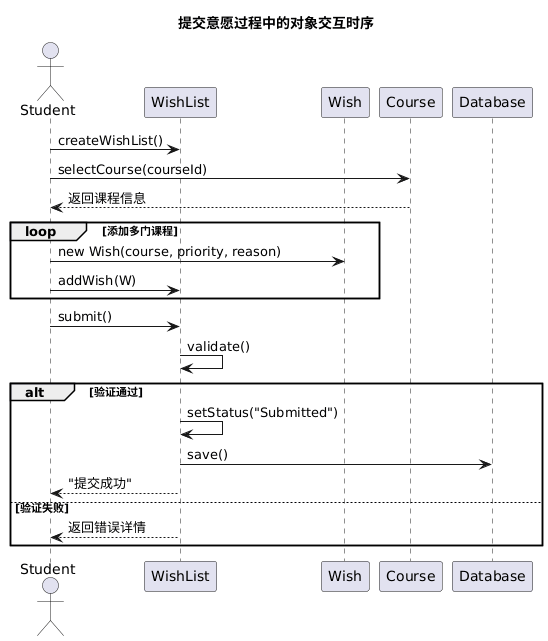 提交意愿过程中的对象交互时序
Student
WishList
Wish
Course
Database
createWishList()
selectCourse(courseId)
返回课程信息
loop
[添加多门课程]
new Wish(course, priority, reason)
addWish(W)
submit()
validate()
alt
[验证通过]
setStatus("Submitted")
save()
"提交成功"
[验证失败]
返回错误详情
Student
WishList
Wish
Course
Database